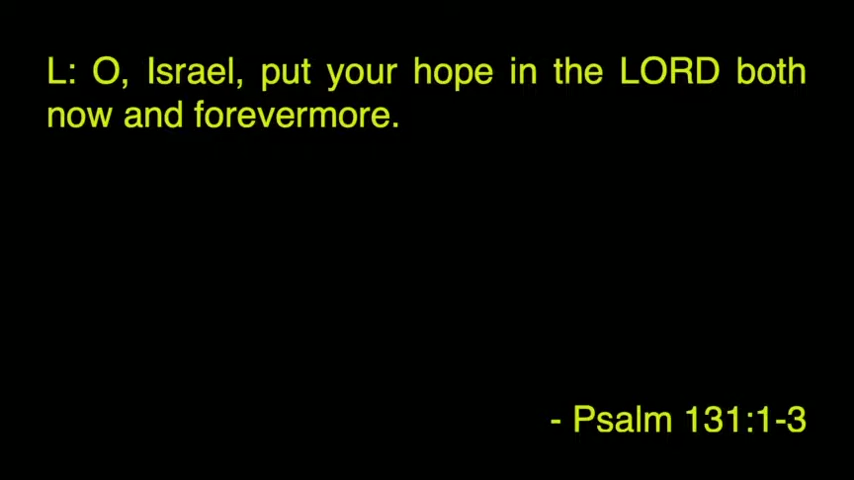 L: O, Israel, put your hope in the LORD both
now and forevermore.
- Psalm 131:1-3